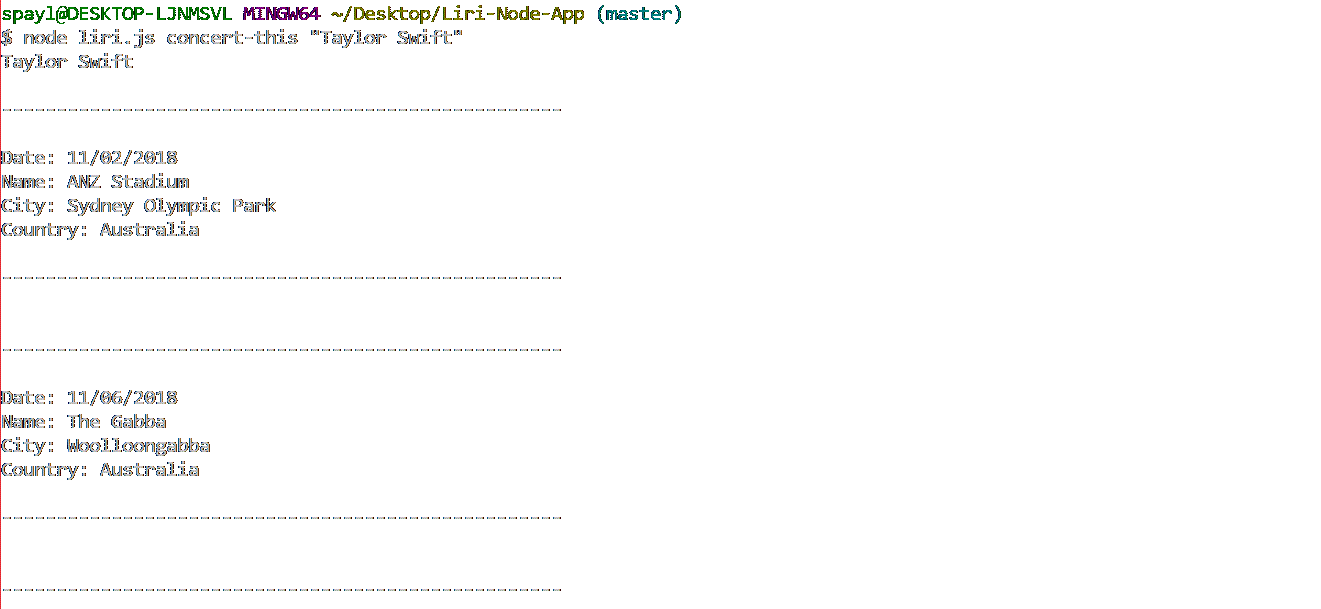 spayl@DESKTOP-LJNMSVL MINGW64 ~/Desktop/Liri-Node-App (master)
$ node liri.js concert-this "Taylor Swift"
Taylor Swift
---------------------------------------------------
Date: 11/02/2018
Name: ANZ Stadium
City: Sydney Olympic Park
Country: Australia
---------------------------------------------------
---------------------------------------------------
Date: 11/06/2018
Name: The Gabba
City: Woolloongabba
Country: Australia
---------------------------------------------------
---------------------------------------------------